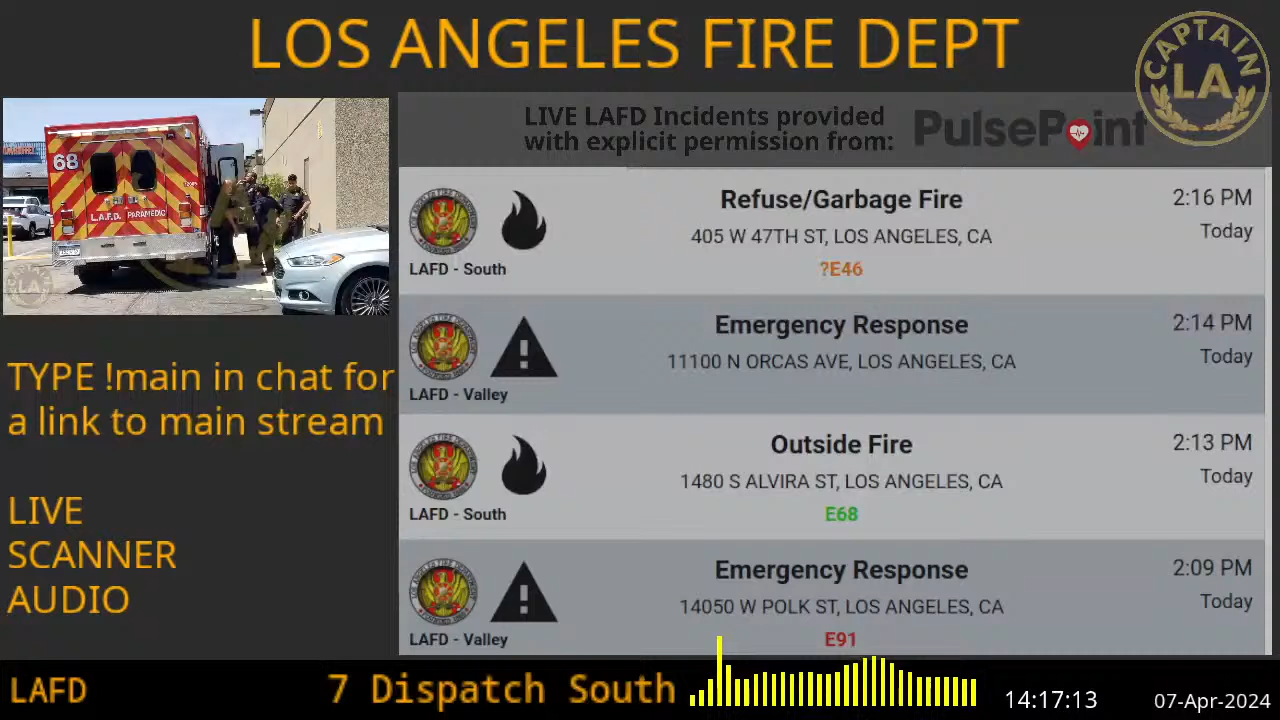 LOS ANGELES FIRE DEPT
CAPTAIN
LA
LIVE LAFD Incidents provided
with explicit permission from:
PulsePoint
68
L.A.F.D. PARAMEDIC
Refuse/Garbage Fire
2:16 PM
405 W 47TH ST, LOS ANGELES, CA
Today
LAFD - South
?E46
Emergency Response
2:14 PM
11100 N ORCAS AVE, LOS ANGELES, CA
Today
LAFD - Valley
Outside Fire
2:13 PM
1480 S ALVIRA ST, LOS ANGELES, CA
Today
LAFD - South
E68
Emergency Response
2:09 PM
14050 W POLK ST, LOS ANGELES, CA
Today
LAFD - Valley
E91
TYPE !main in chat for
a link to main stream
LIVE
SCANNER
AUDIO
LAFD
7 Dispatch South
14:17:13
07-Apr-2024